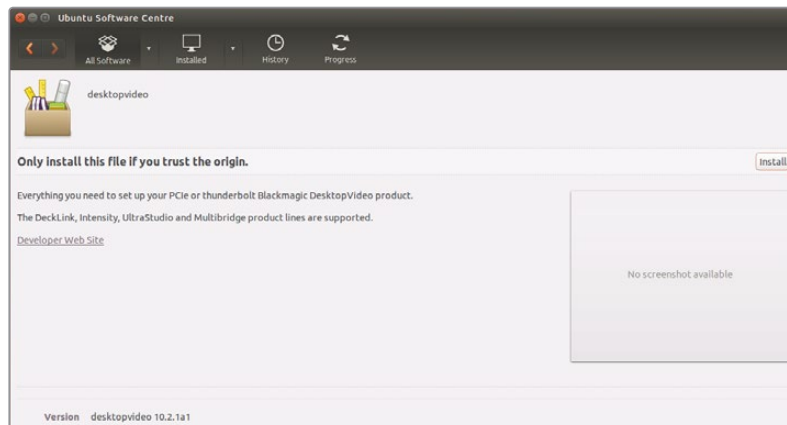 Ubuntu Software Centre
All Software
Installed
History
Progress
desktopvideo
Only install this file if you trust the origin.
Install
Everything you need to set up your PCIe or thunderbolt Blackmagic DesktopVideo product.
The DeckLink, Intensity, UltraStudio and Multibridge product lines are supported.
Developer Web Site
No screenshot available
Version desktopvideo 10.2.1a1